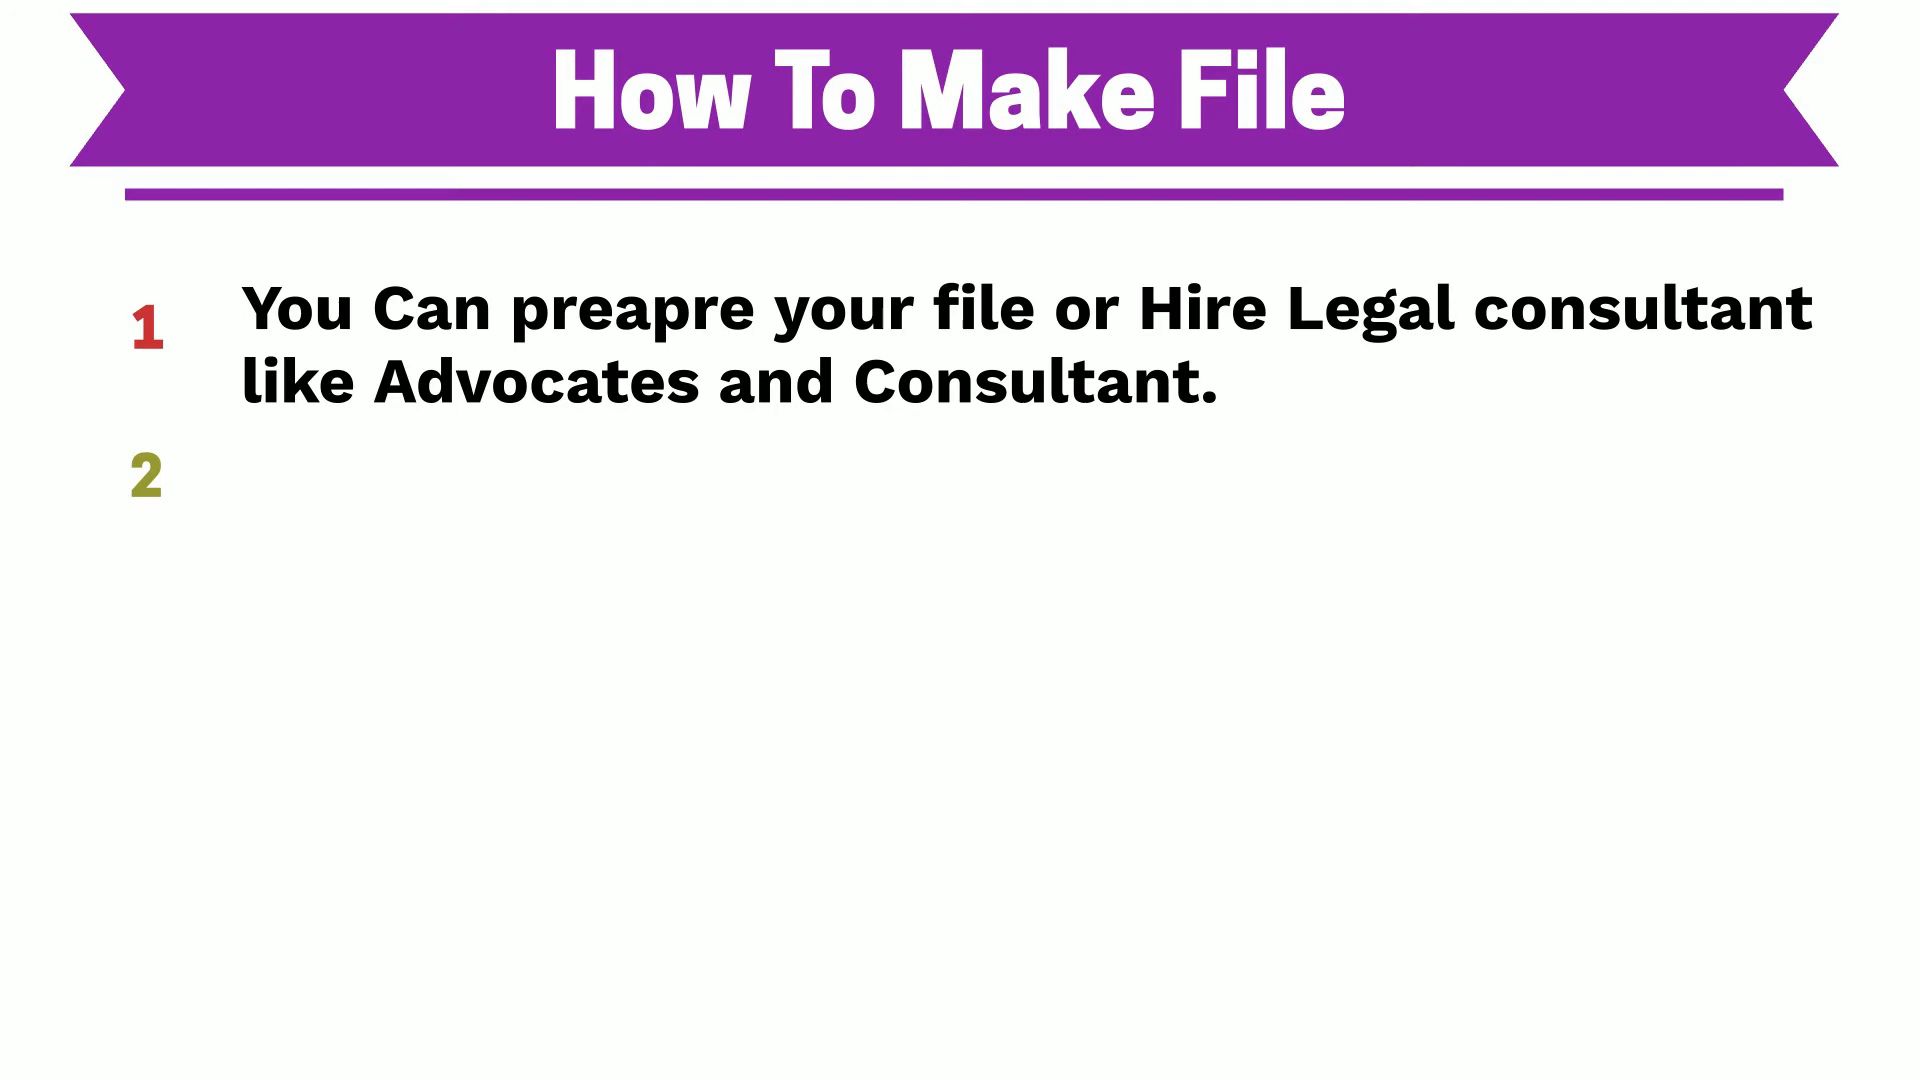 How To Make File
1 You Can preapre your file or Hire Legal consultant
like Advocates and Consultant.
2